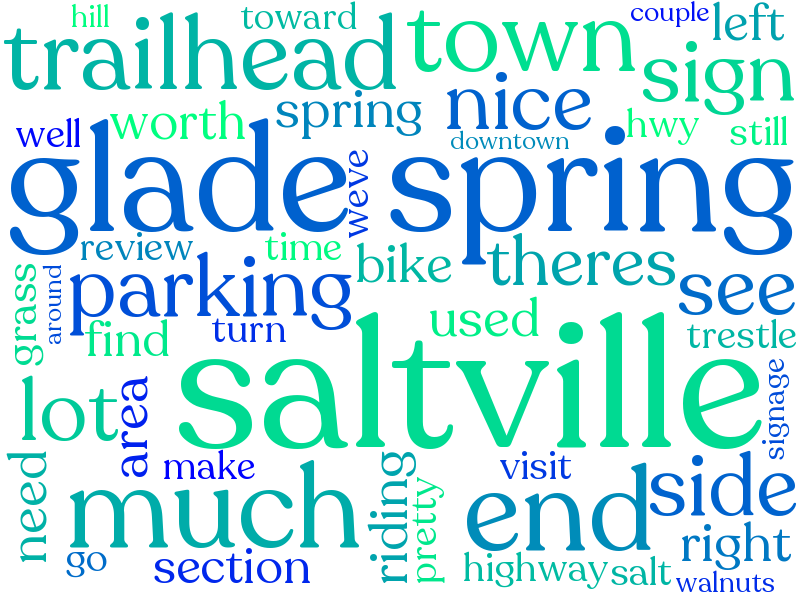 hill
toward
couple
left
trailhead
town
sign
well
worth
spring
nice
hwy
still
downtown
glade spring
weve
review
time
bike
theres
see
grass
around
parking
find
turn
used
trestle
saltville
signage
lot
area
make
visit
need
much
riding
pretty
end
side
right
go
section
highway
salt
walnuts